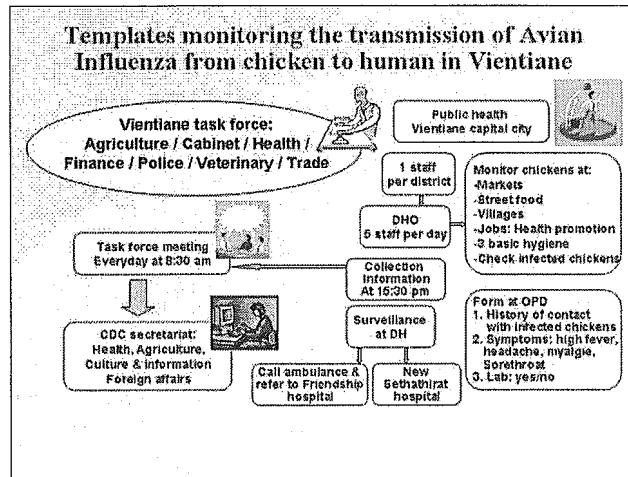 Templates monitoring the transmission of Avian
Influenza from chicken to human in Vientiane
Vientiane task force:
Agriculture / Cabinet / Health /
Finance / Police / Veterinary / Trade
Public health
Vientiane capital city
1 staff
per district
DHO
5 staff per day
Monitor chickens at:
-Markets
-Street food
-Villages
-Jobs: Health promotion
-3 basic hygiene
-Check infected chickens
Task force meeting
Everyday at 8:30 am
Collection
Information
At 15:30 pm
CDC secretariat:
Health, Agriculture,
Culture & information
Foreign affairs
Surveillance
at DH
Call ambulance &
refer to Friendship
hospital
New
Sethathirat
hospital
Form at OPD
1. History of contact
with infected chickens
2. Symptoms: high fever,
headache, myalgie,
Sorethroat
3. Lab: yes/no